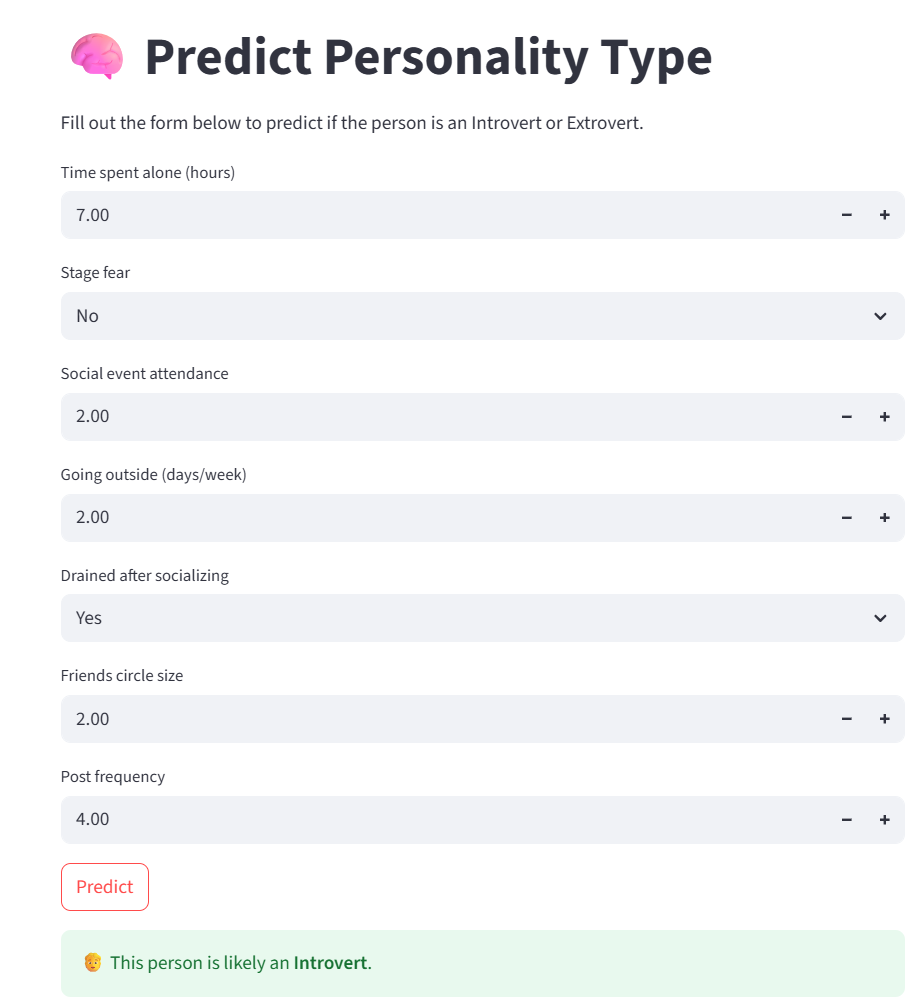 Predict Personality Type
Fill out the form below to predict if the person is an Introvert or Extrovert.
Time spent alone (hours)
7.00
Stage fear
No
Social event attendance
2.00
Going outside (days/week)
2.00
Drained after socializing
Yes
Friends circle size
2.00
Post frequency
4.00
Predict
This person is likely an Introvert.